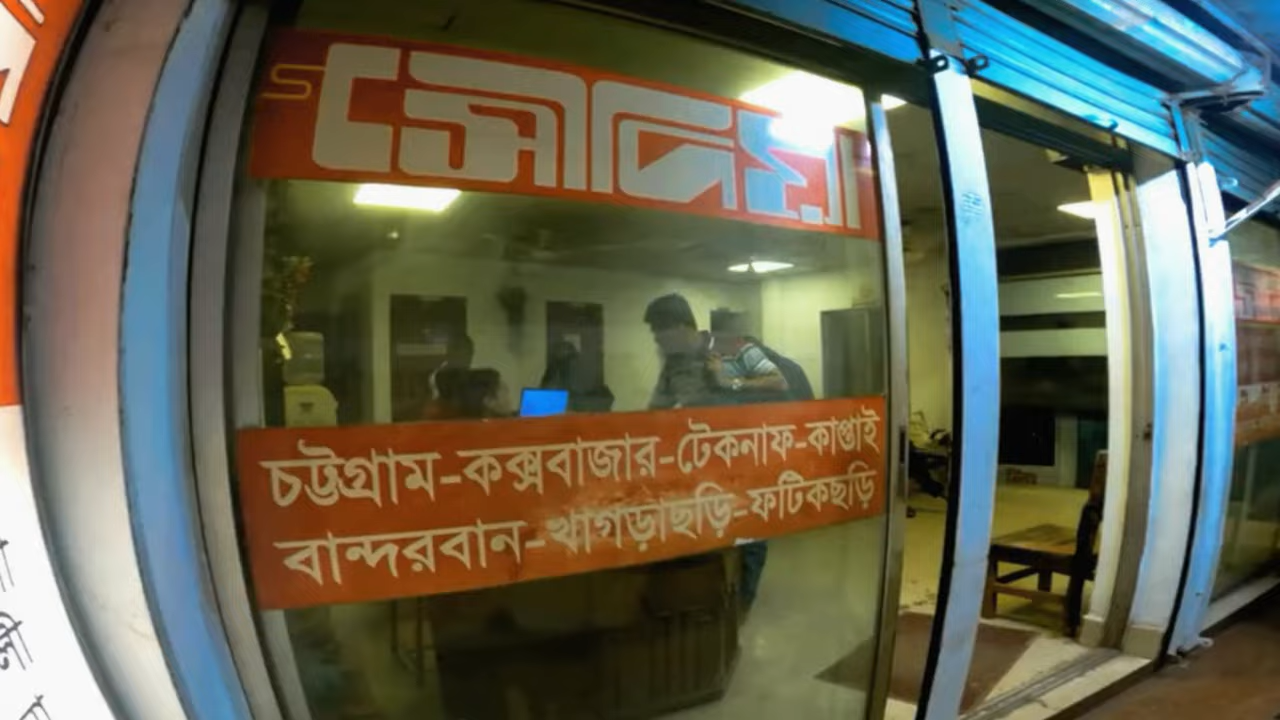 সৌদিয়া
চট্টগ্রাম-কক্সবাজার-টেকনাফ-কাপ্তাই
বান্দরবান-খাগড়াছড়ি-ফটিকছড়ি